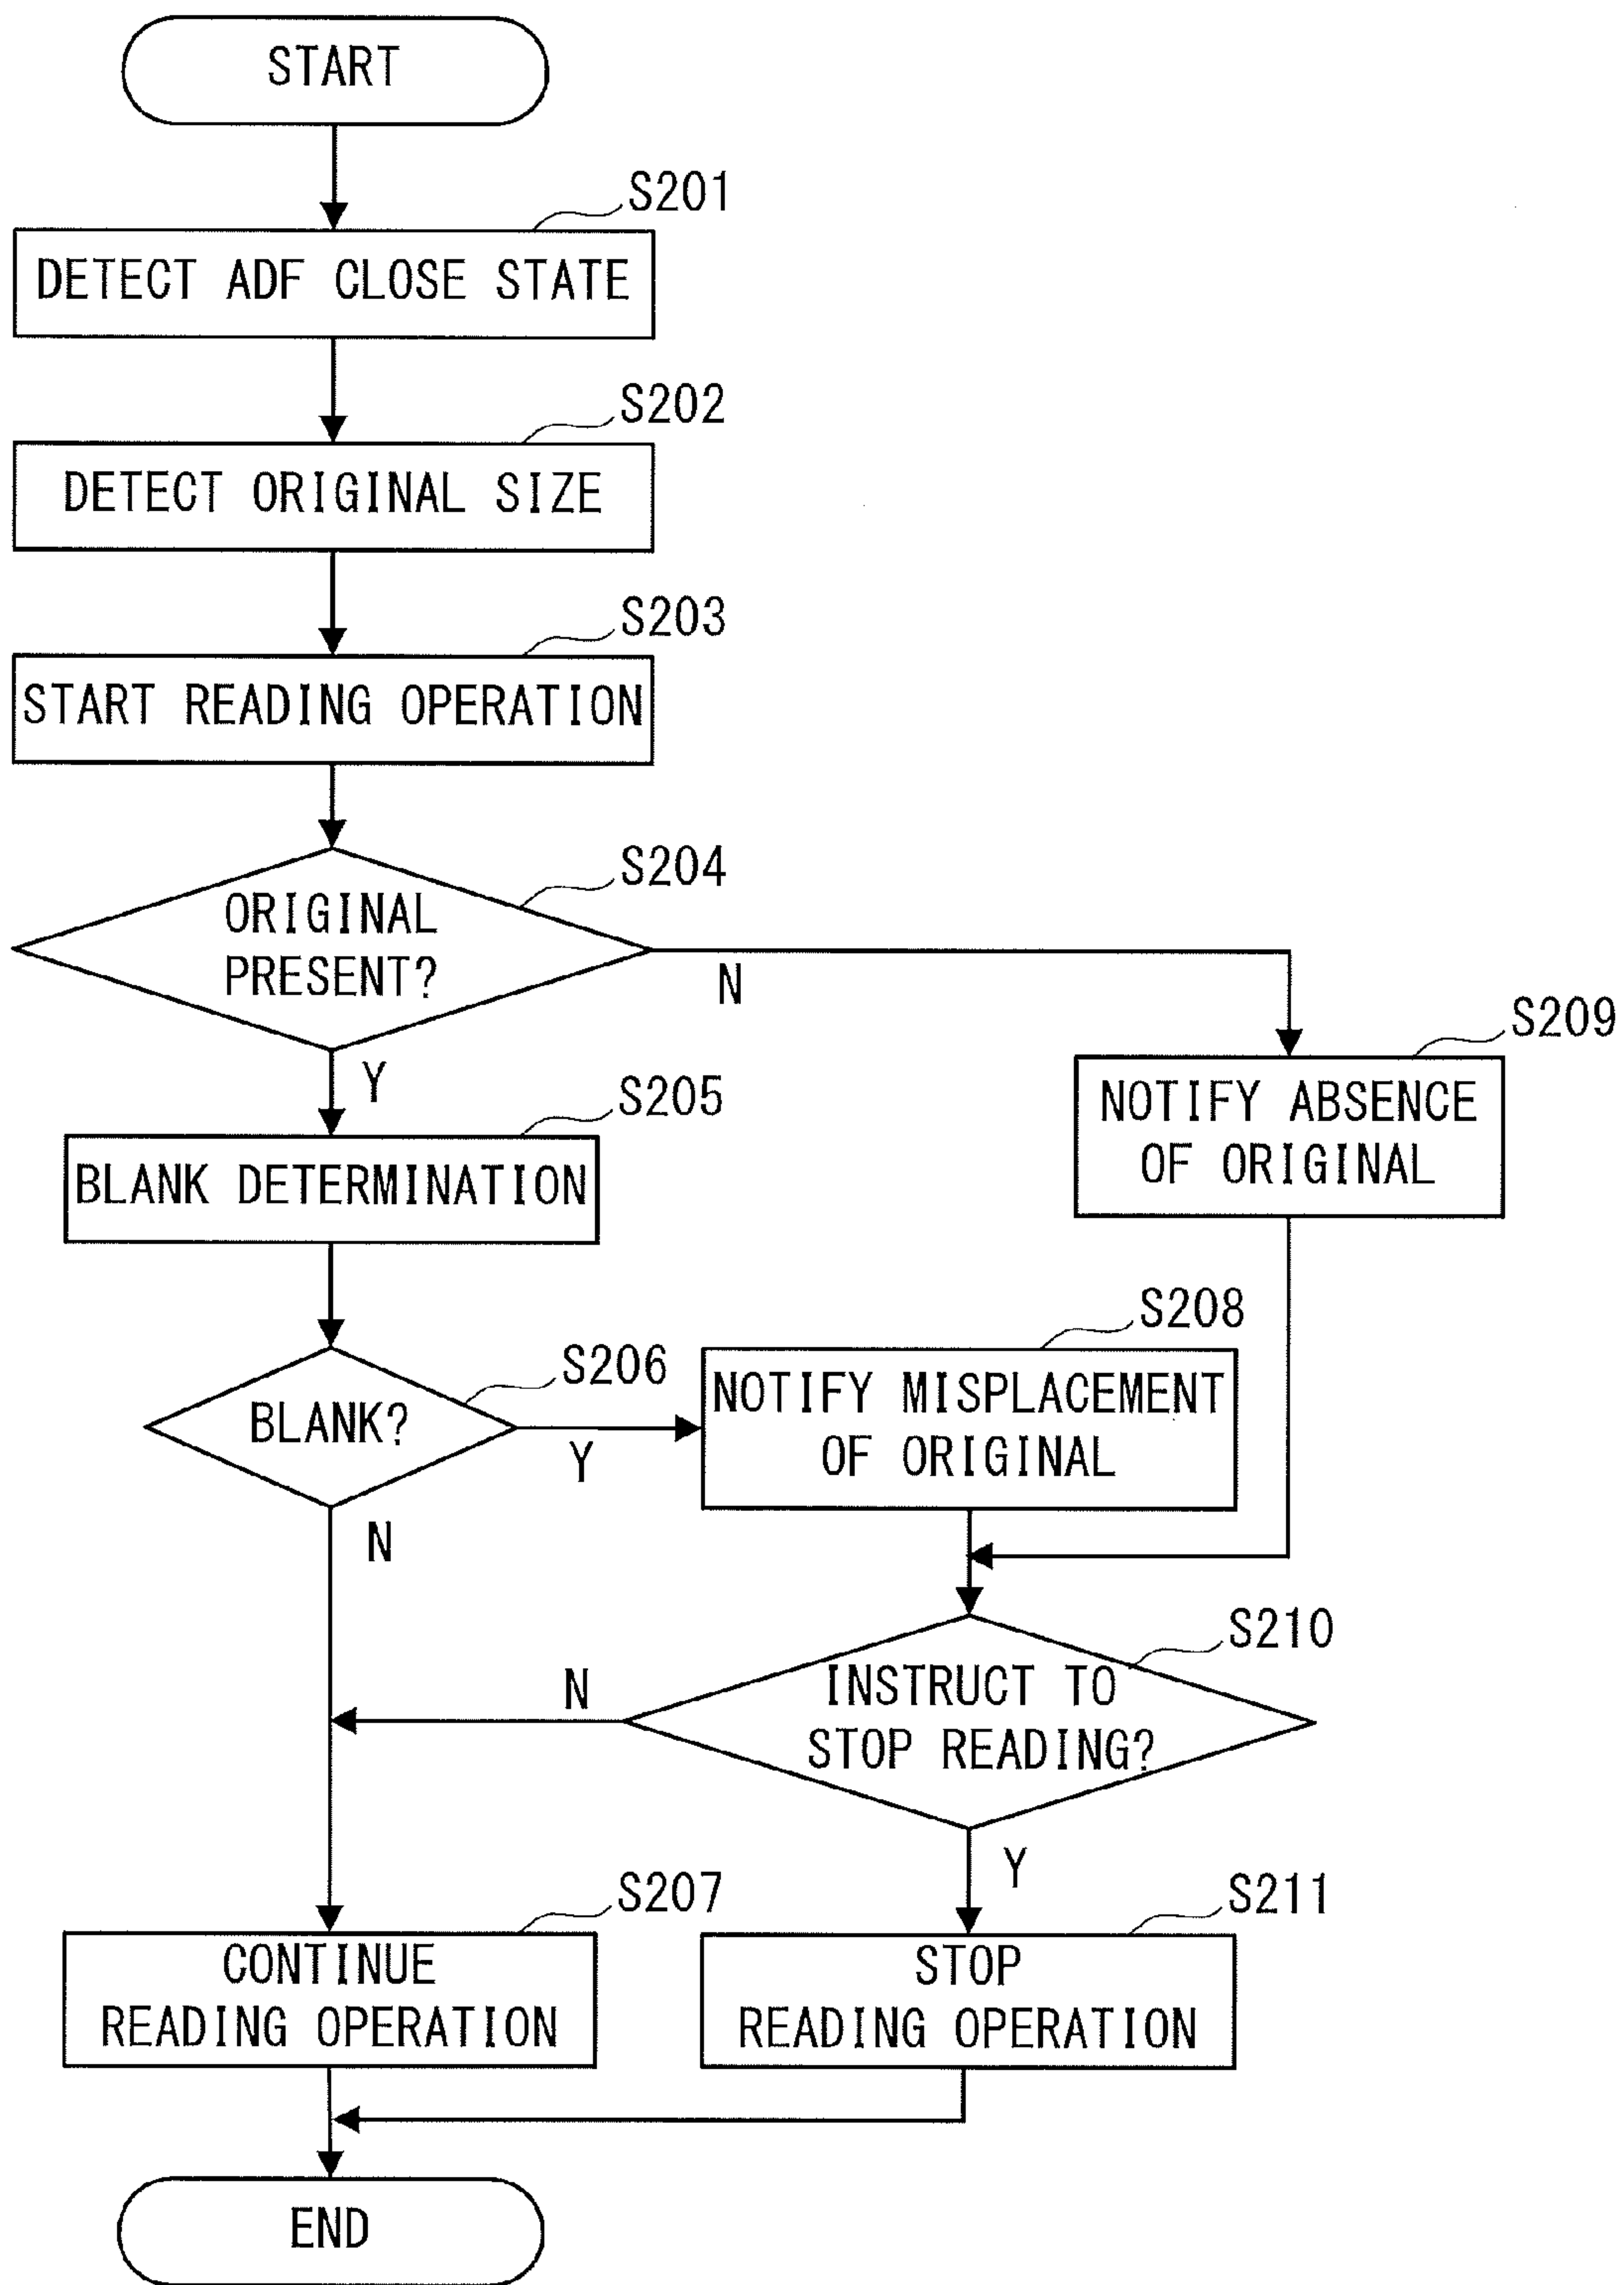 START
S201
DETECT ADF CLOSE STATE
S202
DETECT ORIGINAL SIZE
S203
START READING OPERATION
S204
ORIGINAL
PRESENT?
N
Y
S209
NOTIFY ABSENCE
OF ORIGINAL
S205
BLANK DETERMINATION
S206
BLANK?
Y
N
S208
NOTIFY MISPLACEMENT
OF ORIGINAL
S210
INSTRUCT TO
STOP READING?
N
Y
S207
CONTINUE
READING OPERATION
S211
STOP
READING OPERATION
END